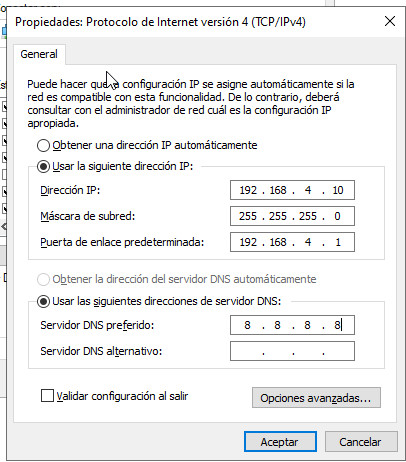 Propiedades: Protocolo de Internet versión 4 (TCP/IPv4)
General
Puede hacer que la configuración IP se asigne automáticamente si la
red es compatible con esta funcionalidad. De lo contrario, deberá
consultar con el administrador de red cuál es la configuración IP
apropiada.
Obtener una dirección IP automáticamente
Usar la siguiente dirección IP:
Dirección IP: 192 . 168 . 4 . 10
Máscara de subred: 255 . 255 . 255 . 0
Puerta de enlace predeterminada: 192 . 168 . 4 . 1
Obtener la dirección del servidor DNS automáticamente
Usar las siguientes direcciones de servidor DNS:
Servidor DNS preferido: 8 . 8 . 8 . 8
Servidor DNS alternativo: . . .
Validar configuración al salir
Opciones avanzadas...
Aceptar
Cancelar